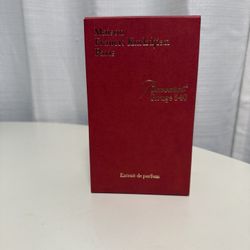 Maison
Francis Kurkdjian
Paris
Baccarat
Rouge 540
Extrait de parfum